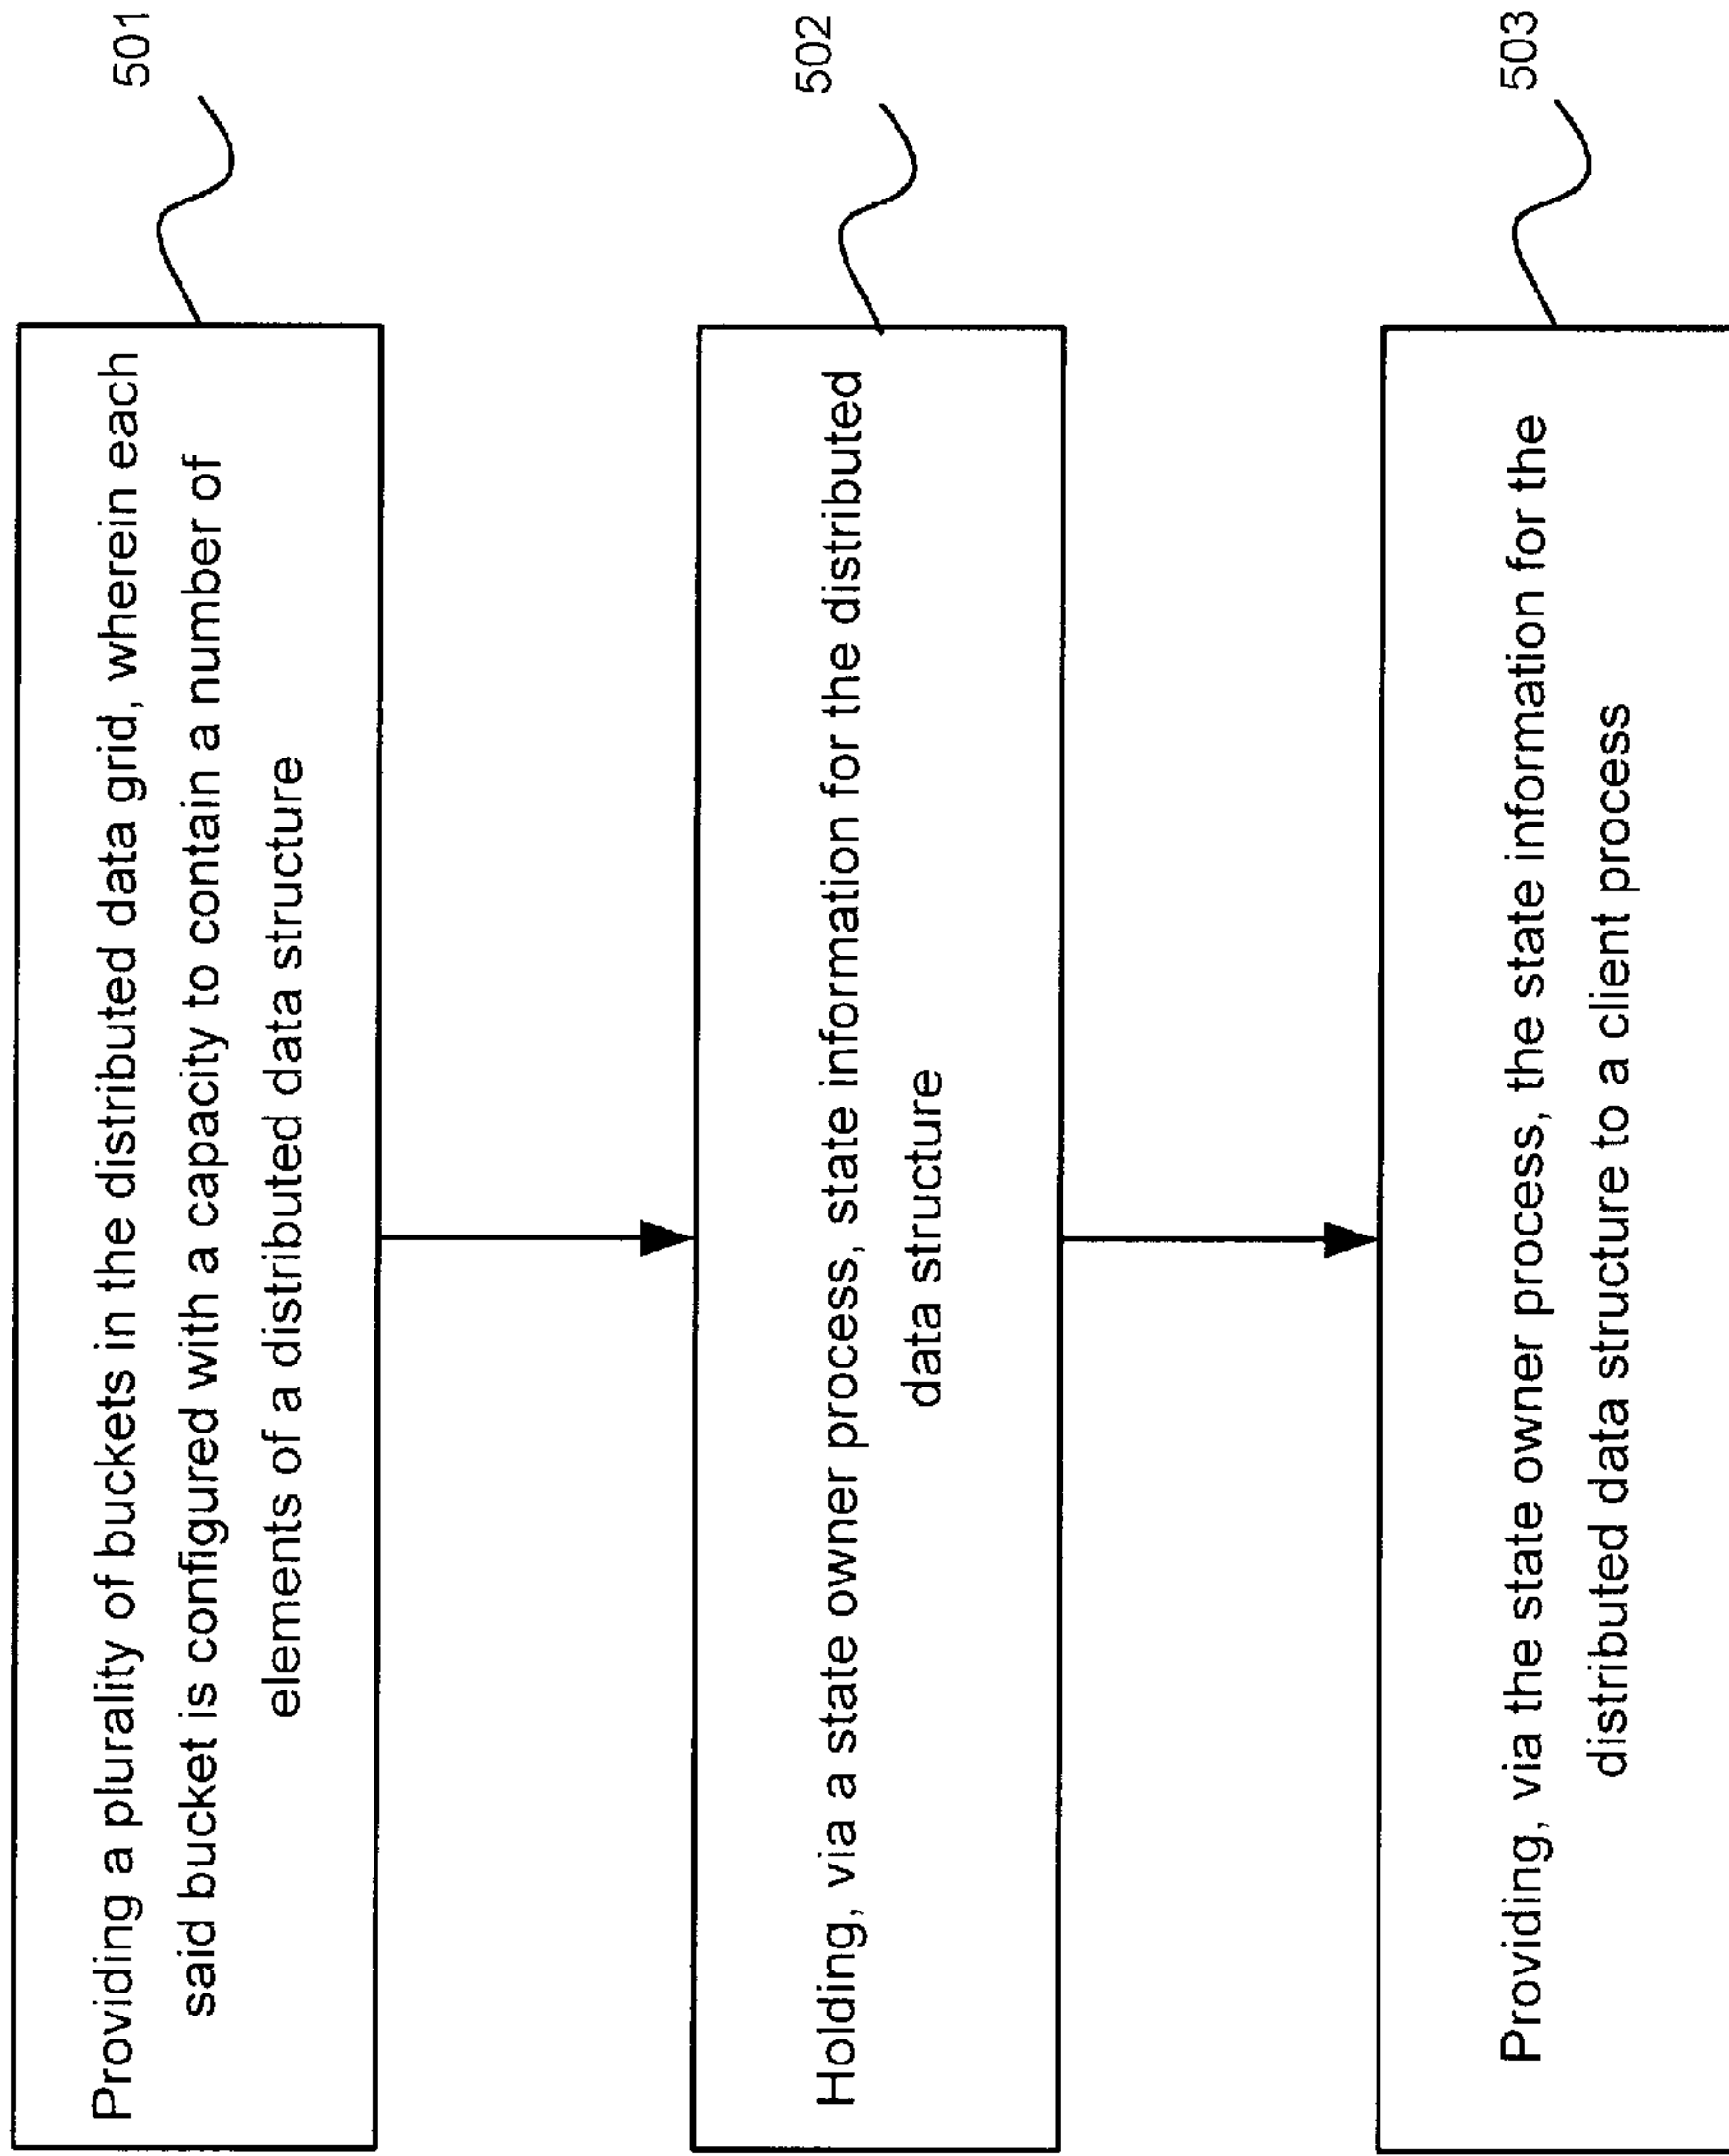 Providing a plurality of buckets in the distributed data grid, wherein each
said bucket is configured with a capacity to contain a number of
elements of a distributed data structure
501
Holding, via a state owner process, state information for the distributed
data structure
502
Providing, via the state owner process, the state information for the
distributed data structure to a client process
503